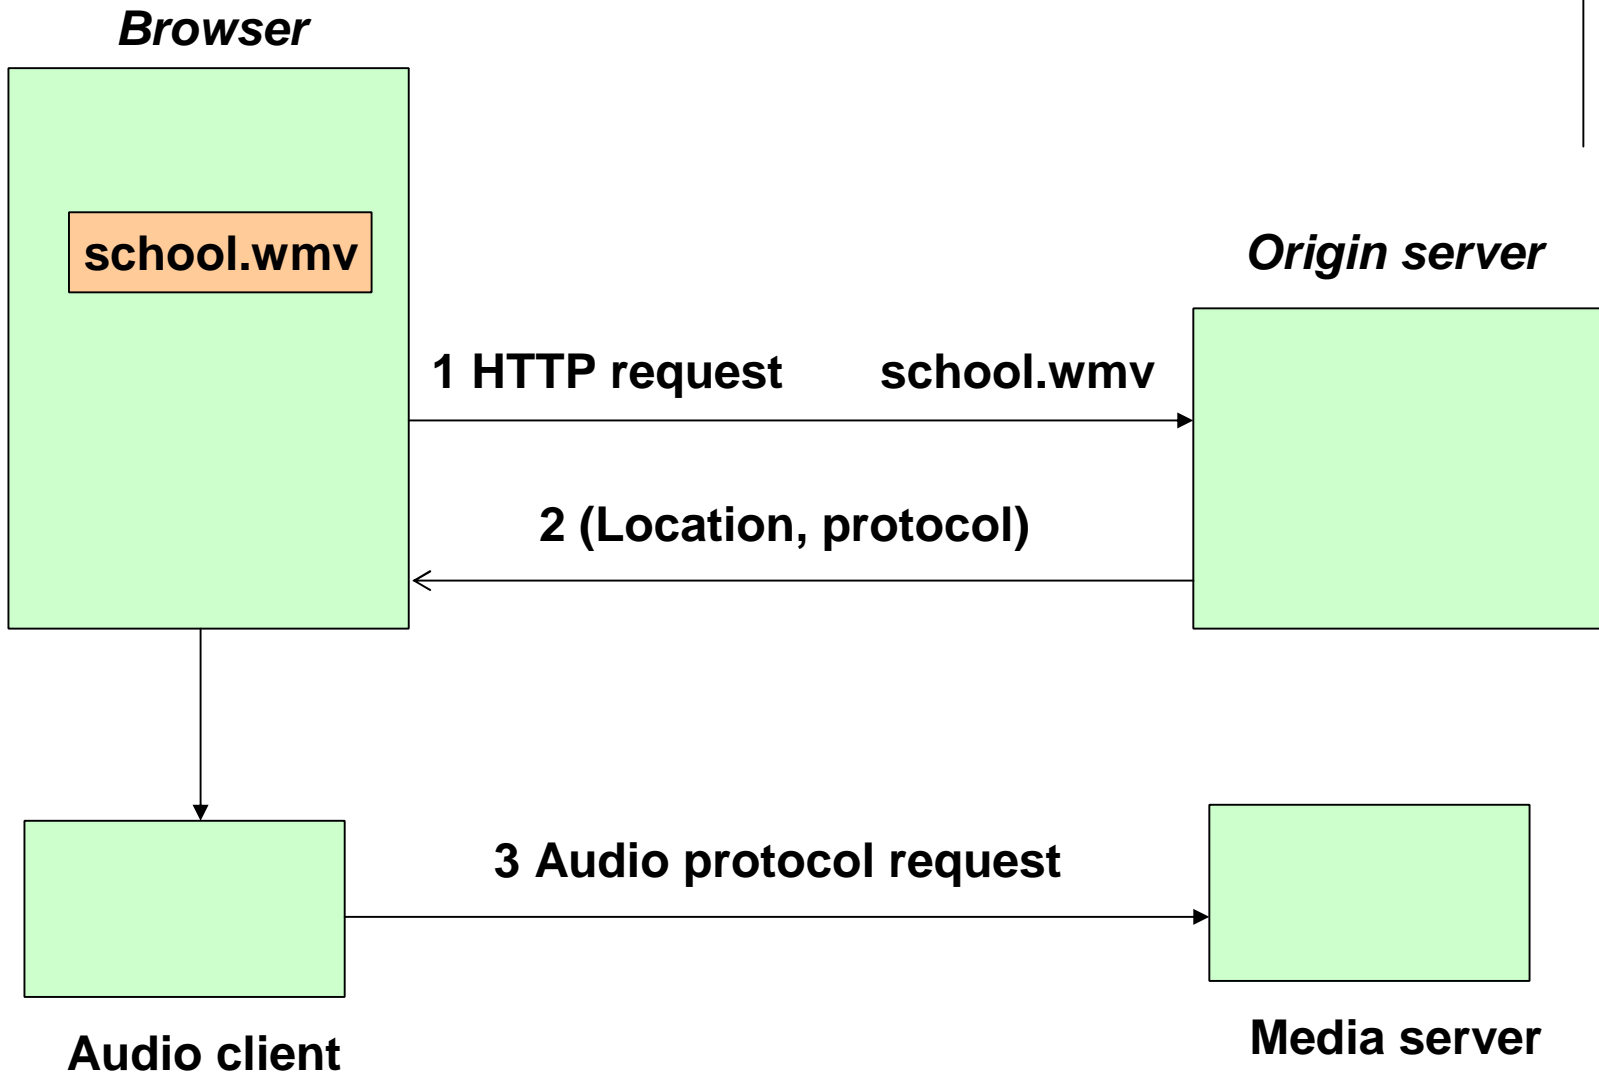 Browser
school.wmv
Origin server
1 HTTP request school.wmv
2 (Location, protocol)
3 Audio protocol request
Audio client
Media server